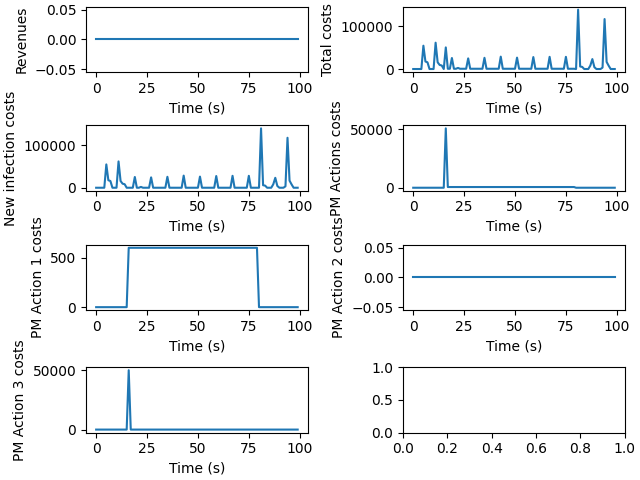 Revenues
0.05
0.00
−0.05
0 25 50 75 100
Time (s)
Total costs
100000
0
0 25 50 75 100
Time (s)
New infection costs
100000
0
0 25 50 75 100
Time (s)
PM Actions costs
50000
0
0 25 50 75 100
Time (s)
PM Action 1 costs
500
0
0 25 50 75 100
Time (s)
PM Action 2 costs
0.05
0.00
−0.05
0 25 50 75 100
Time (s)
PM Action 3 costs
50000
0
0 25 50 75 100
Time (s)
1.0
0.5
0.0
0.0 0.2 0.4 0.6 0.8 1.0